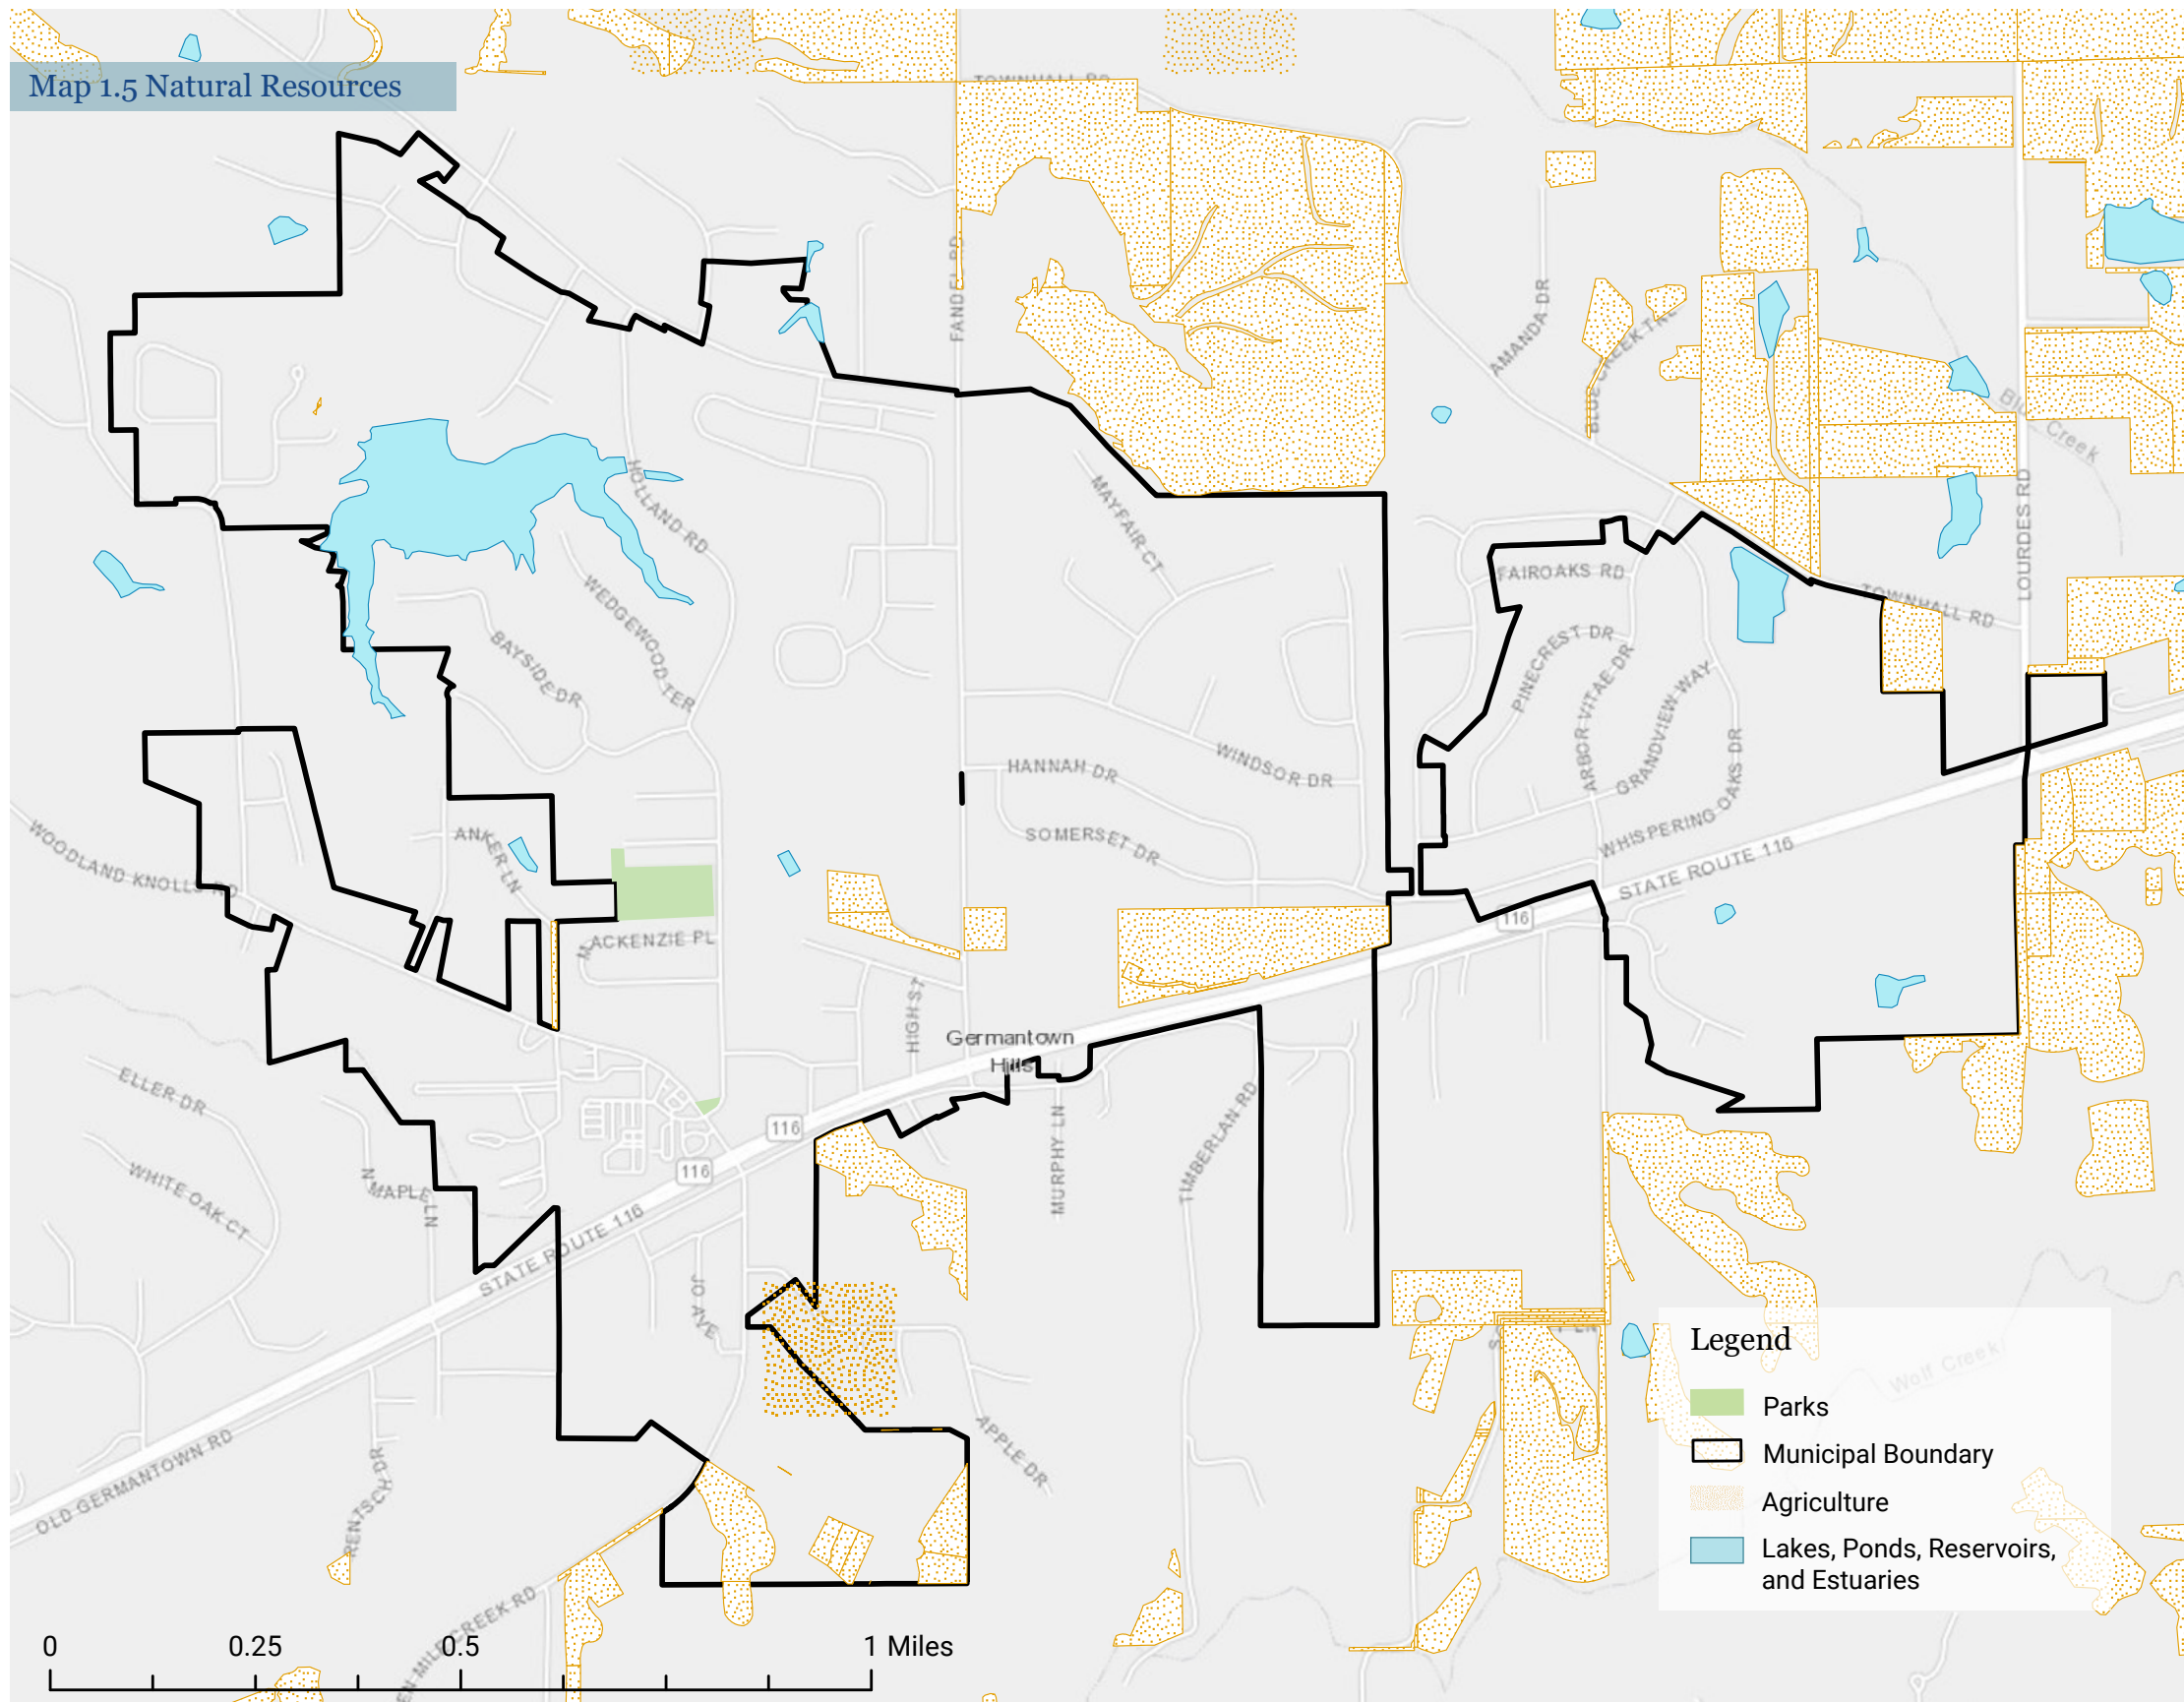 Map 1.5 Natural Resources
TOWNHALL RD
FANDEL RD
AMANDA DR
BLUE CREEK
Creek
LOURDES RD
HOLLAND RD
MAYFAIR CT
FAIROAKS RD
TOWNHALL RD
WEDGEWOOD TER
BAYSIDE DR
PINECREST DR
ARBOR VITAE DR
GRANDVIEW WAY
WINDSOR DR
HANNAH DR
WHISPERING OAKS DR
SOMERSET DR
STATE ROUTE 116
ANKER LN
WOODLAND KNOLLS RD
116
MACKENZIE PL
HIGH ST
Germantown
Hills
ELLER DR
116
116
MURPHY LN
TIMBERLAN RD
WHITE OAK CT
N MAPLE LN
STATE ROUTE 116
JO AVE
APPLE DR
Wolf Creek
OLD GERMANTOWN RD
RENTSCH DR
Legend
Parks
Municipal Boundary
Agriculture
Lakes, Ponds, Reservoirs,
and Estuaries
MILE CREEK RD
0
0.25
0.5
1 Miles